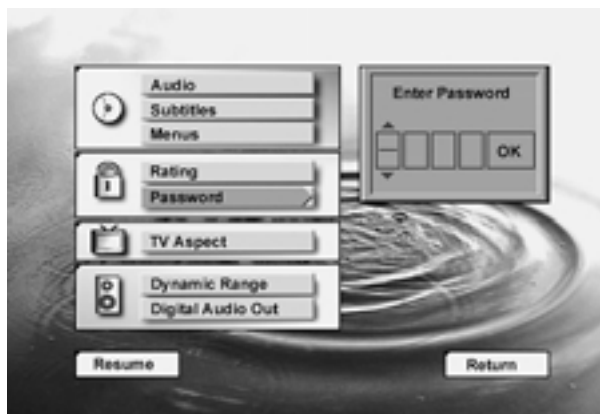 Audio
Subtitles
Menus
Rating
Password
TV Aspect
Dynamic Range
Digital Audio Out
Enter Password
OK
Resume
Return